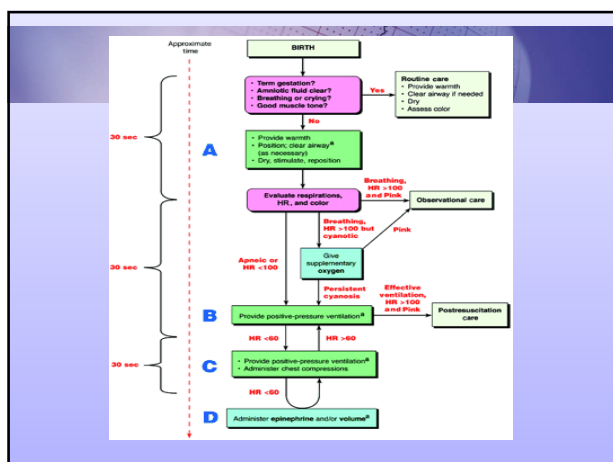 Approximate
time
BIRTH
• Term gestation?
• Amniotic fluid clear?
• Breathing or crying?
• Good muscle tone?
Yes
Routine care
• Provide warmth
• Clear airway if needed
• Dry
• Assess color
No
30 sec
A
• Provide warmth
• Position; clear airwayª
(as necessary)
• Dry, stimulate, reposition
Evaluate respirations,
HR, and color
Breathing,
HR >100
and Pink
Observational care
Breathing,
HR >100 but
cyanotic
Pink
Apneic or
HR <100
Give
supplementary
oxygen
30 sec
Persistent
cyanosis
Effective
ventilation,
HR >100
and Pink
B
Provide positive-pressure ventilationª
Postresuscitation
care
HR <60
HR >60
30 sec
C
• Provide positive-pressure ventilationª
• Administer chest compressions
HR <60
D
Administer epinephrine and/or volumeª